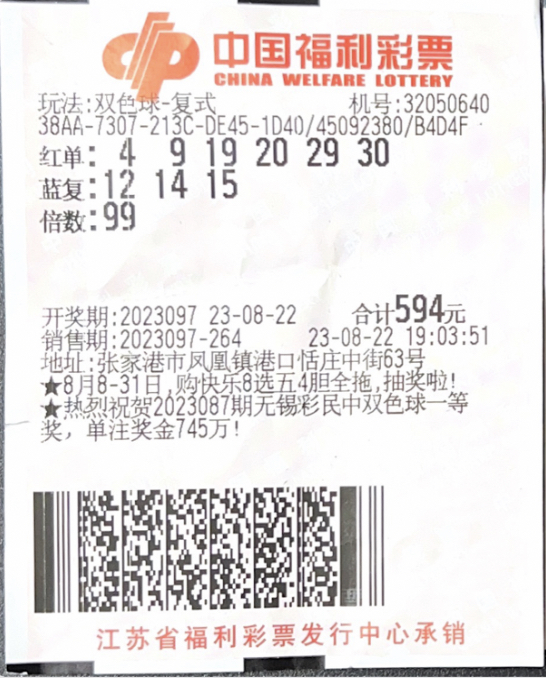 中国福利彩票
CHINA WELFARE LOTTERY
玩法:双色球-复式 机号:32050640
38AA-7307-213C-DE45-1D40/45092380/B4D4F
红单: 4 9 19 20 29 30
蓝复:12 14 15
倍数:99
开奖期:2023097 23-08-22 合计594元
销售期:2023097-264 23-08-22 19:03:51
地址:张家港市凤凰镇港口恬庄中街63号
★8月8-31日,购快乐8选五4胆全拖,抽奖啦!
★热烈祝贺2023087期无锡彩民中双色球一等
奖，单注奖金745万!
江苏省福利彩票发行中心承销